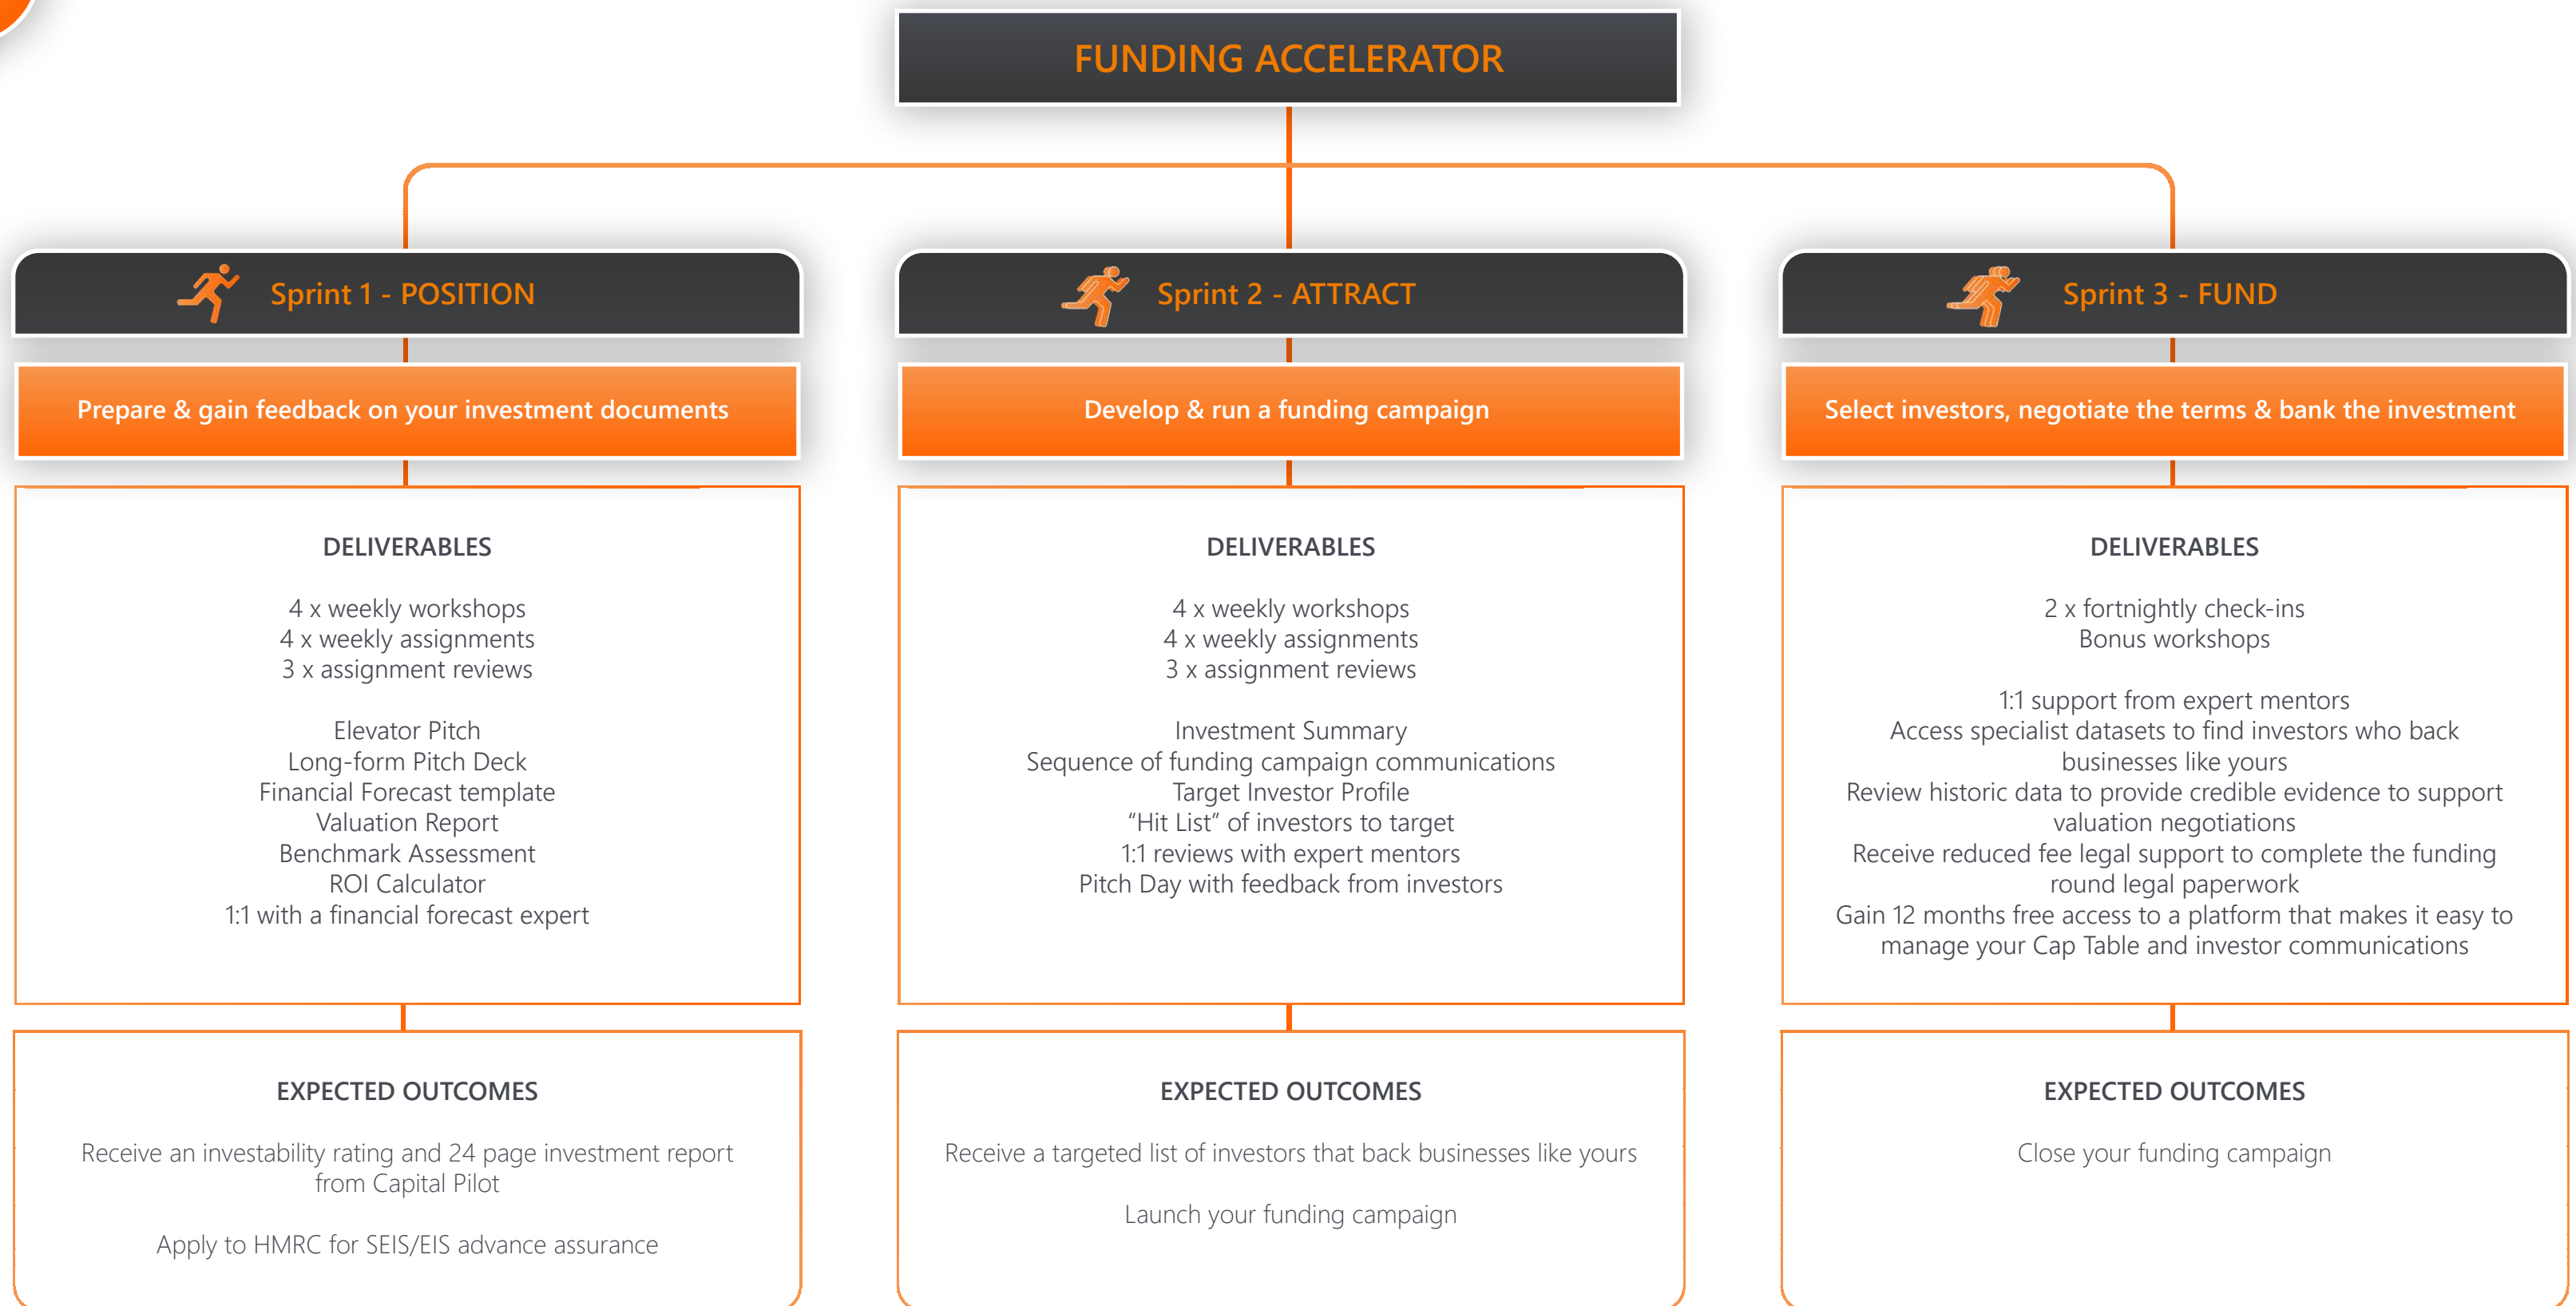 FUNDING ACCELERATOR
Sprint 1 - POSITION
Prepare & gain feedback on your investment documents
DELIVERABLES
4 x weekly workshops
4 x weekly assignments
3 x assignment reviews
Elevator Pitch
Long-form Pitch Deck
Financial Forecast template
Valuation Report
Benchmark Assessment
ROI Calculator
1:1 with a financial forecast expert
EXPECTED OUTCOMES
Receive an investability rating and 24 page investment report
from Capital Pilot
Apply to HMRC for SEIS/EIS advance assurance
Sprint 2 - ATTRACT
Develop & run a funding campaign
DELIVERABLES
4 x weekly workshops
4 x weekly assignments
3 x assignment reviews
Investment Summary
Sequence of funding campaign communications
Target Investor Profile
“Hit List” of investors to target
1:1 reviews with expert mentors
Pitch Day with feedback from investors
EXPECTED OUTCOMES
Receive a targeted list of investors that back businesses like yours
Launch your funding campaign
Sprint 3 - FUND
Select investors, negotiate the terms & bank the investment
DELIVERABLES
2 x fortnightly check-ins
Bonus workshops
1:1 support from expert mentors
Access specialist datasets to find investors who back
businesses like yours
Review historic data to provide credible evidence to support
valuation negotiations
Receive reduced fee legal support to complete the funding
round legal paperwork
Gain 12 months free access to a platform that makes it easy to
manage your Cap Table and investor communications
EXPECTED OUTCOMES
Close your funding campaign